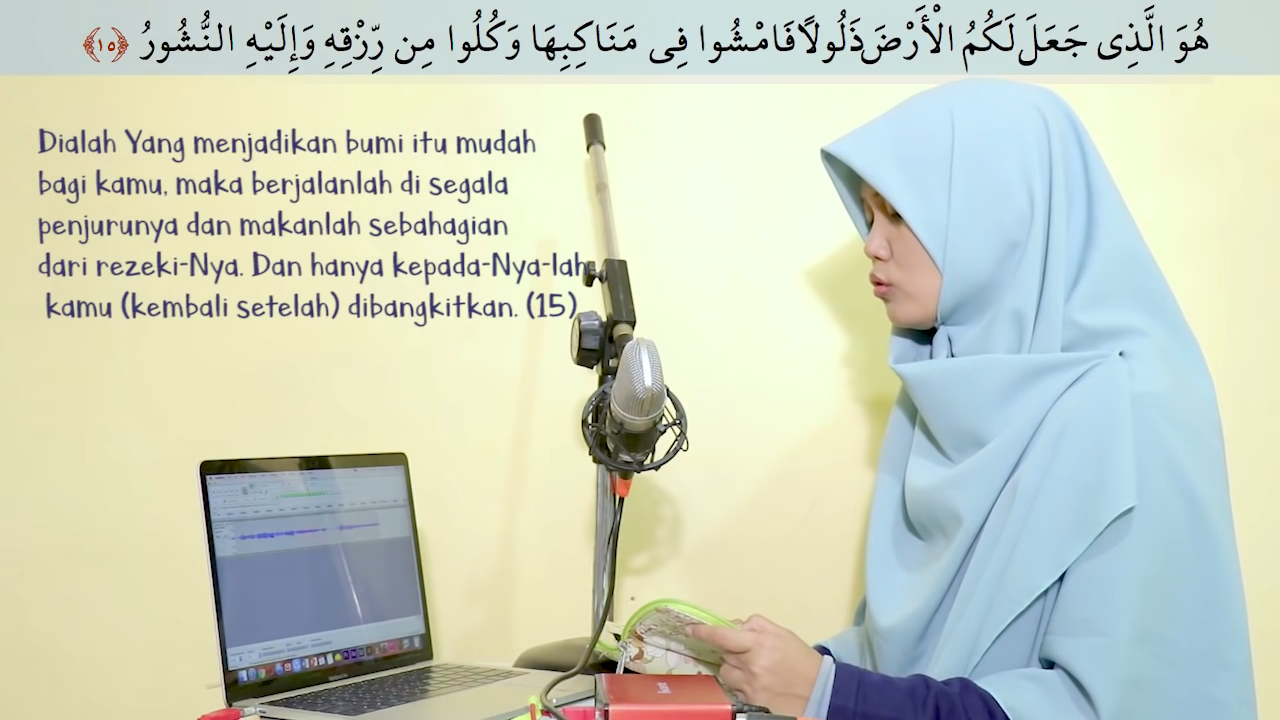 هُوَ الَّذِى جَعَلَ لَكُمُ الْأَرْضَ ذَلُولًا فَامْشُوا فِى مَنَاكِبِهَا وَكُلُوا مِن رِّزْقِهِ وَإِلَيْهِ النُّشُورُ ﴿١٥﴾
Dialah Yang menjadikan bumi itu mudah
bagi kamu, maka berjalanlah di segala
penjurunya dan makanlah sebahagian
dari rezeki-Nya. Dan hanya kepada-Nya-lah
kamu (kembali setelah) dibangkitkan. (15)